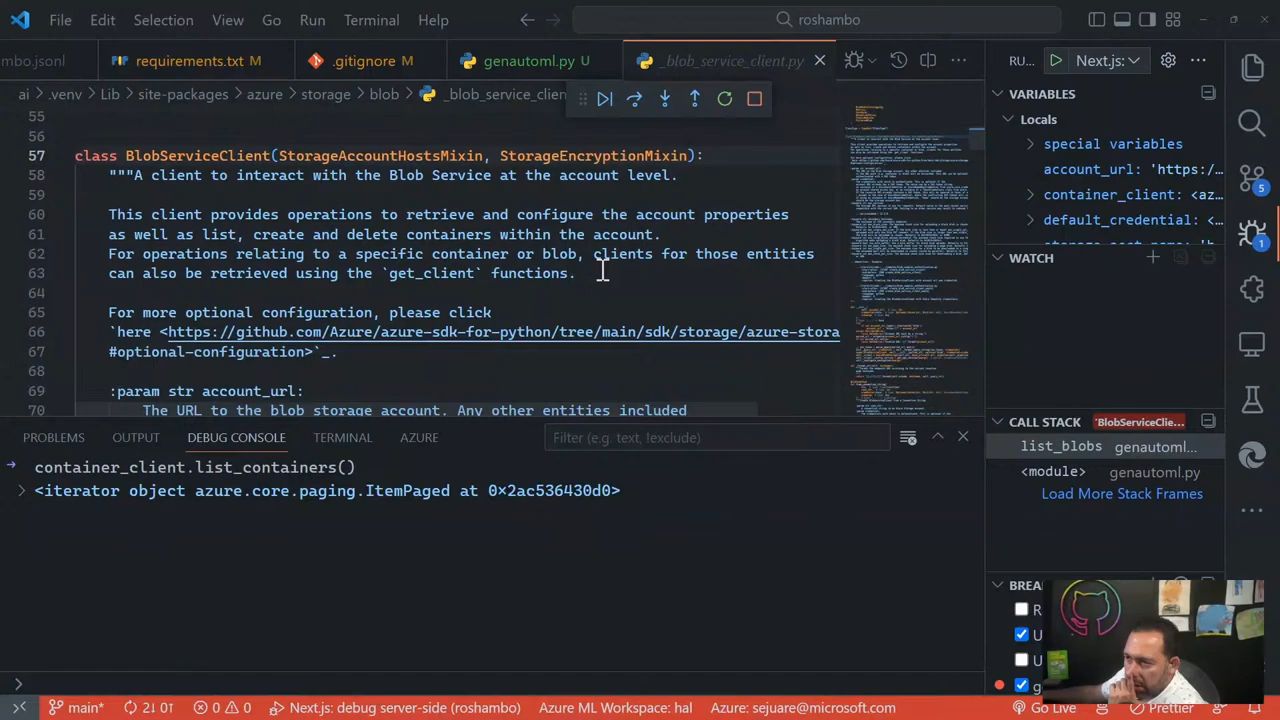 File Edit Selection View Go Run Terminal Help
roshambo
mbo.jsonl
requirements.txt M
.gitignore M
genautoml.py U
_blob_service_client.py
RU...
Next.js:
ai > .venv > Lib > site-packages > azure > storage > blob > _blob_service_clien
55
56
57 class BlobServiceClient(StorageAccountHostsMixin, StorageEncryptionMixin):
58 """A client to interact with the Blob Service at the account level.
59
60 This client provides operations to retrieve and configure the account properties
61 as well as list, create and delete containers within the account.
62 For operations relating to a specific container or blob, clients for those entities
63 can also be retrieved using the `get_client` functions.
64
65 For more optional configuration, please click
66 `here <https://github.com/Azure/azure-sdk-for-python/tree/main/sdk/storage/azure-stora
67 #optional-configuration>`_.
68
69 :param str account_url:
70 The URL to the blob storage account. Any other entities included
VARIABLES
Locals
special variables
account_url: 'https:/...
container_client: <az...
default_credential: <...
WATCH
CALL STACK 'BlobServiceClie...
list_blobs genautoml...
<module> genautoml.py
Load More Stack Frames
PROBLEMS OUTPUT DEBUG CONSOLE TERMINAL AZURE
Filter (e.g. text, !exclude)
container_client.list_containers()
<iterator object azure.core.paging.ItemPaged at 0x2ac536430d0>
BREA
R
U
U
g
5
main*
2↓ 0↑
0 0
Next.js: debug server-side (roshambo)
Azure ML Workspace: hal
Azure: sejuare@microsoft.com
Go Live
Prettier